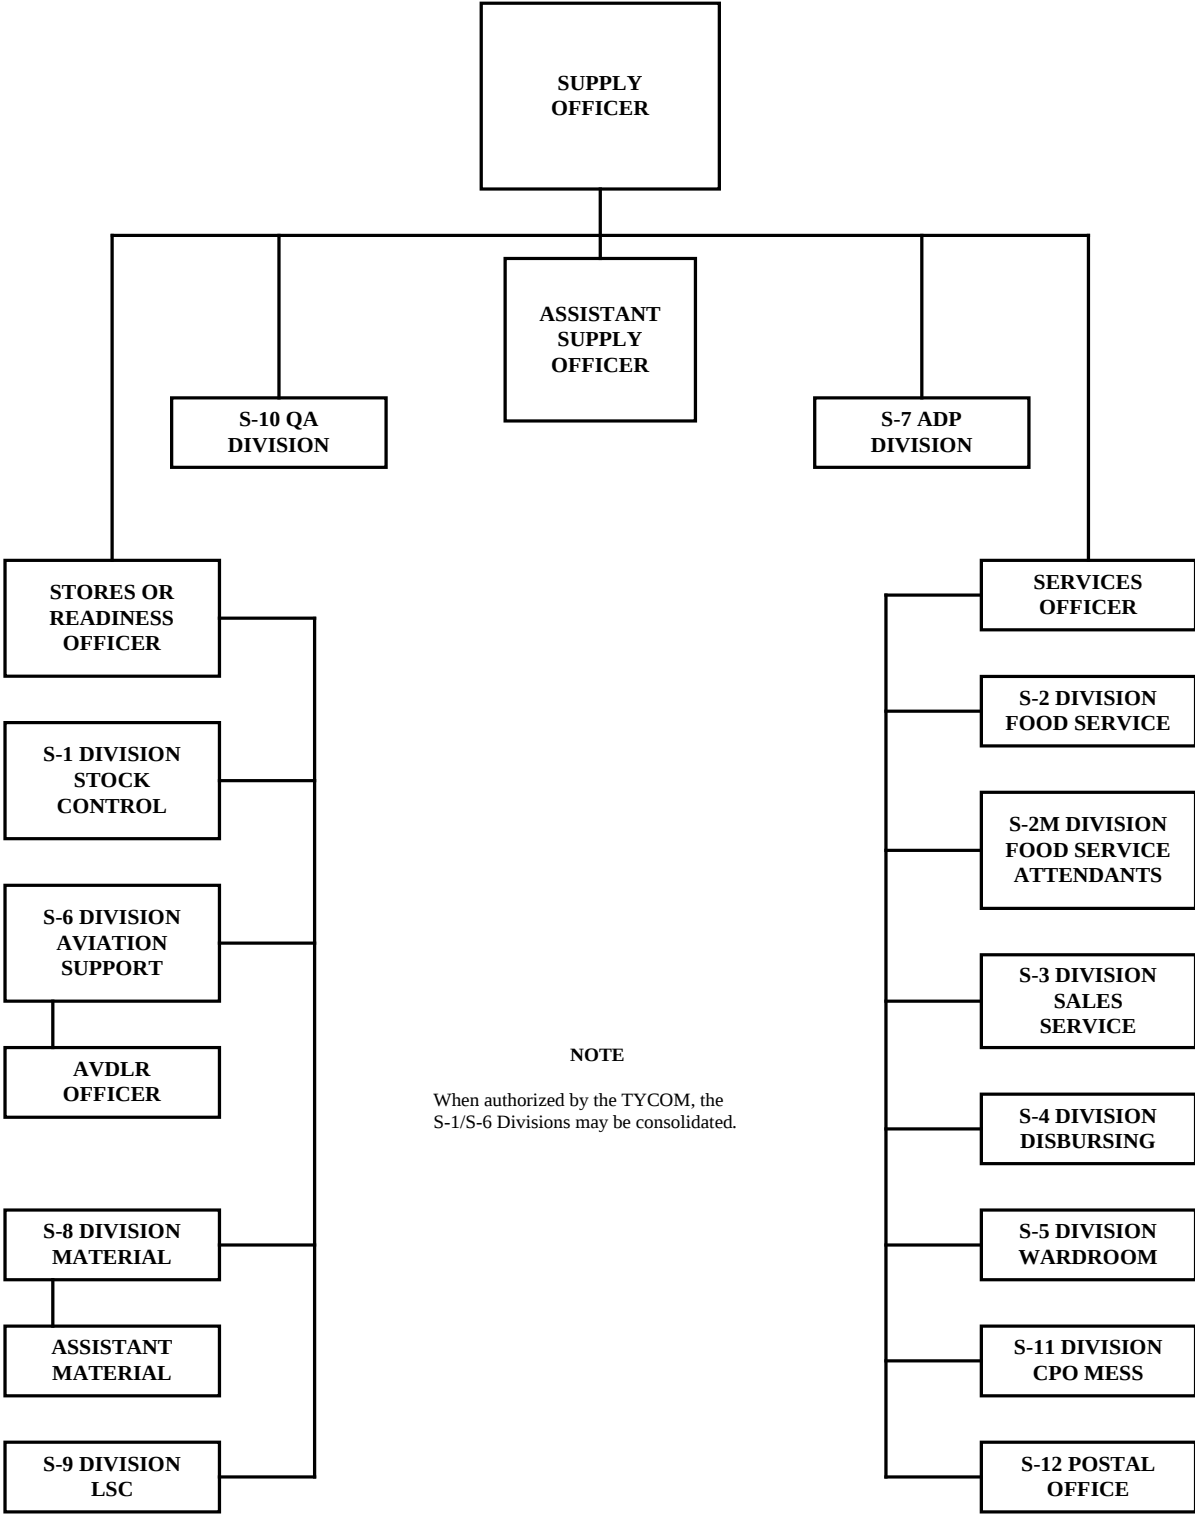 SUPPLY
OFFICER
ASSISTANT
SUPPLY
OFFICER
S-10 QA
DIVISION
S-7 ADP
DIVISION
STORES OR
READINESS
OFFICER
S-1 DIVISION
STOCK
CONTROL
S-6 DIVISION
AVIATION
SUPPORT
AVDLR
OFFICER
S-8 DIVISION
MATERIAL
ASSISTANT
MATERIAL
S-9 DIVISION
LSC
NOTE
When authorized by the TYCOM, the
S-1/S-6 Divisions may be consolidated.
SERVICES
OFFICER
S-2 DIVISION
FOOD SERVICE
S-2M DIVISION
FOOD SERVICE
ATTENDANTS
S-3 DIVISION
SALES
SERVICE
S-4 DIVISION
DISBURSING
S-5 DIVISION
WARDROOM
S-11 DIVISION
CPO MESS
S-12 POSTAL
OFFICE